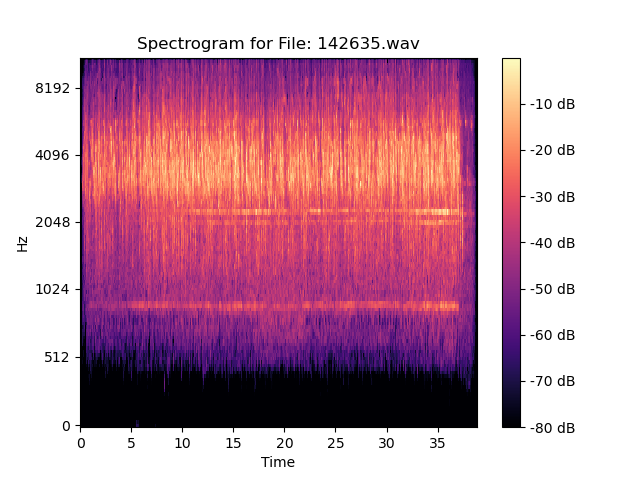 Spectrogram for File: 142635.wav
8192
4096
2048
1024
512
0
Hz
0 5 10 15 20 25 30 35
Time
-10 dB
-20 dB
-30 dB
-40 dB
-50 dB
-60 dB
-70 dB
-80 dB